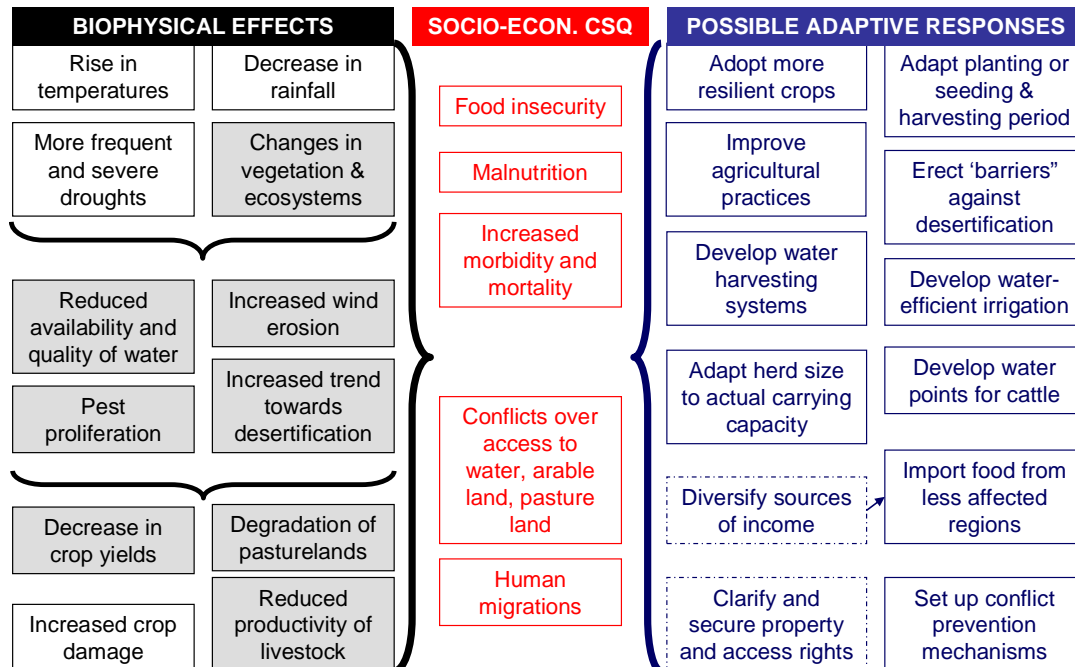 BIOPHYSICAL EFFECTS
Rise in
temperatures
Decrease in
rainfall
More frequent
and severe
droughts
Changes in
vegetation &
ecosystems
Reduced
availability and
quality of water
Increased wind
erosion
Pest
proliferation
Increased trend
towards
desertification
Decrease in
crop yields
Degradation of
pasturelands
Increased crop
damage
Reduced
productivity of
livestock
SOCIO-ECON. CSQ
Food insecurity
Malnutrition
Increased
morbidity and
mortality
Conflicts over
access to
water, arable
land, pasture
land
Human
migrations
POSSIBLE ADAPTIVE RESPONSES
Adopt more
resilient crops
Adapt planting or
seeding &
harvesting period
Improve
agricultural
practices
Erect ‘barriers”
against
desertification
Develop water
harvesting
systems
Develop water-
efficient irrigation
Adapt herd size
to actual carrying
capacity
Develop water
points for cattle
Diversify sources
of income
Import food from
less affected
regions
Clarify and
secure property
and access rights
Set up conflict
prevention
mechanisms